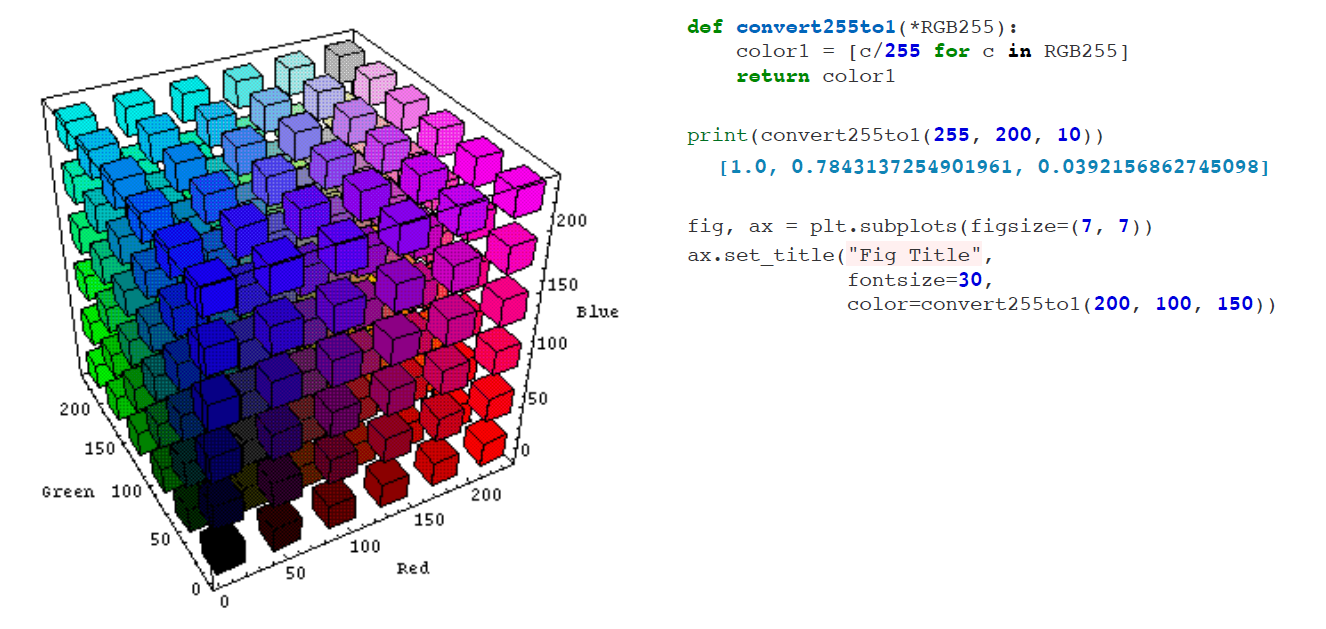 200
150
100
50
0
Blue
200
150
Green 100
50
0
0
50
100
150
200
Red
def convert255to1(*RGB255):
    color1 = [c/255 for c in RGB255]
    return color1
print(convert255to1(255, 200, 10))
[1.0, 0.7843137254901961, 0.0392156862745098]
fig, ax = plt.subplots(figsize=(7, 7))
ax.set_title("Fig Title",
             fontsize=30,
             color=convert255to1(200, 100, 150))